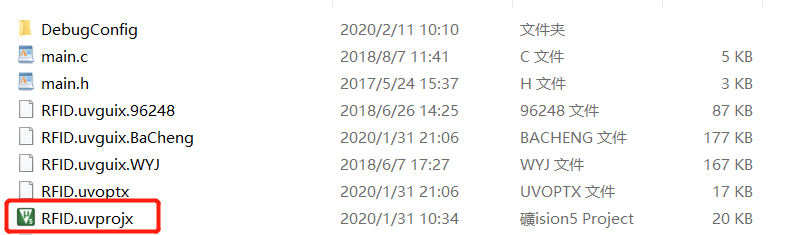 DebugConfig 2020/2/11 10:10 文件夹
main.c 2018/8/7 11:41 C 文件 5 KB
main.h 2017/5/24 15:37 H 文件 3 KB
RFID.uvguix.96248 2018/6/26 14:25 96248 文件 87 KB
RFID.uvguix.BaCheng 2020/1/31 21:06 BACHENG 文件 177 KB
RFID.uvguix.WYJ 2018/6/7 17:27 WYJ 文件 167 KB
RFID.uvoptx 2020/1/31 21:06 UVOPTX 文件 17 KB
RFID.uvprojx 2020/1/31 10:34 礦ision5 Project 20 KB